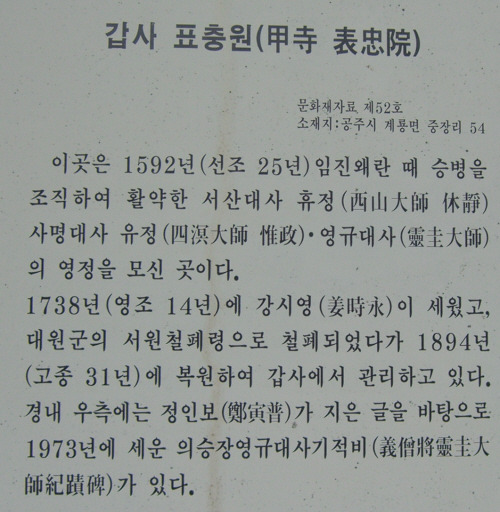 갑사 표충원(甲寺 表忠院)
문화재자료 제52호
소재지:공주시 계룡면 중장리 54
이곳은 1592년(선조 25년)임진왜란 때 승병을
조직하여 활약한 서산대사 휴정(西山大師 休靜)
사명대사 유정(四溟大師 惟政)·영규대사(靈圭大師)
의 영정을 모신 곳이다.
1738년(영조 14년)에 강시영(姜時永)이 세웠고,
대원군의 서원철폐령으로 철폐되었다가 1894년
(고종 31년)에 복원하여 갑사에서 관리하고 있다.
경내 우측에는 정인보(鄭寅普)가 지은 글을 바탕으로
1973년에 세운 의승장영규대사기적비(義僧將靈圭大
師紀蹟碑)가 있다.